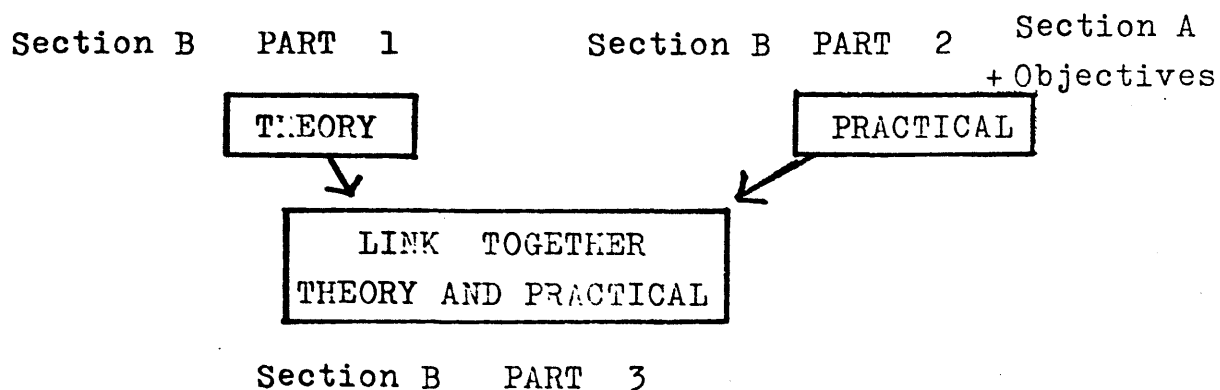 Section B PART 1
Section B PART 2 Section A
+ Objectives
THEORY
PRACTICAL
LINK TOGETHER
THEORY AND PRACTICAL
Section B PART 3